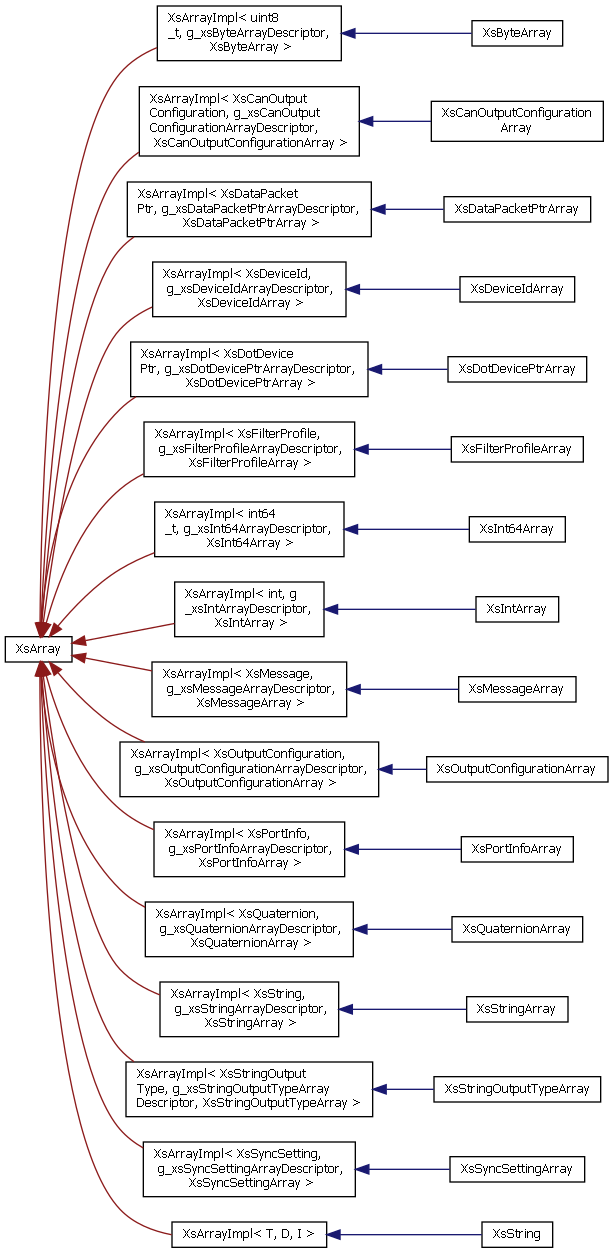 XsArrayImpl< uint8
_t, g_xsByteArrayDescriptor,
XsByteArray >
XsByteArray
XsArrayImpl< XsCanOutput
Configuration, g_xsCanOutput
ConfigurationArrayDescriptor,
XsCanOutputConfigurationArray >
XsCanOutputConfiguration
Array
XsArrayImpl< XsDataPacket
Ptr, g_xsDataPacketPtrArrayDescriptor,
XsDataPacketPtrArray >
XsDataPacketPtrArray
XsArrayImpl< XsDeviceId,
g_xsDeviceIdArrayDescriptor,
XsDeviceIdArray >
XsDeviceIdArray
XsArrayImpl< XsDotDevice
Ptr, g_xsDotDevicePtrArrayDescriptor,
XsDotDevicePtrArray >
XsDotDevicePtrArray
XsArrayImpl< XsFilterProfile,
g_xsFilterProfileArrayDescriptor,
XsFilterProfileArray >
XsFilterProfileArray
XsArrayImpl< int64
_t, g_xsInt64ArrayDescriptor,
XsInt64Array >
XsInt64Array
XsArrayImpl< int, g
_xsIntArrayDescriptor,
XsIntArray >
XsIntArray
XsArray
XsArrayImpl< XsMessage,
g_xsMessageArrayDescriptor,
XsMessageArray >
XsMessageArray
XsArrayImpl< XsOutputConfiguration,
g_xsOutputConfigurationArrayDescriptor,
XsOutputConfigurationArray >
XsOutputConfigurationArray
XsArrayImpl< XsPortInfo,
g_xsPortInfoArrayDescriptor,
XsPortInfoArray >
XsPortInfoArray
XsArrayImpl< XsQuaternion,
g_xsQuaternionArrayDescriptor,
XsQuaternionArray >
XsQuaternionArray
XsArrayImpl< XsString,
g_xsStringArrayDescriptor,
XsStringArray >
XsStringArray
XsArrayImpl< XsStringOutput
Type, g_xsStringOutputTypeArray
Descriptor, XsStringOutputTypeArray >
XsStringOutputTypeArray
XsArrayImpl< XsSyncSetting,
g_xsSyncSettingArrayDescriptor,
XsSyncSettingArray >
XsSyncSettingArray
XsArrayImpl< T, D, I >
XsString